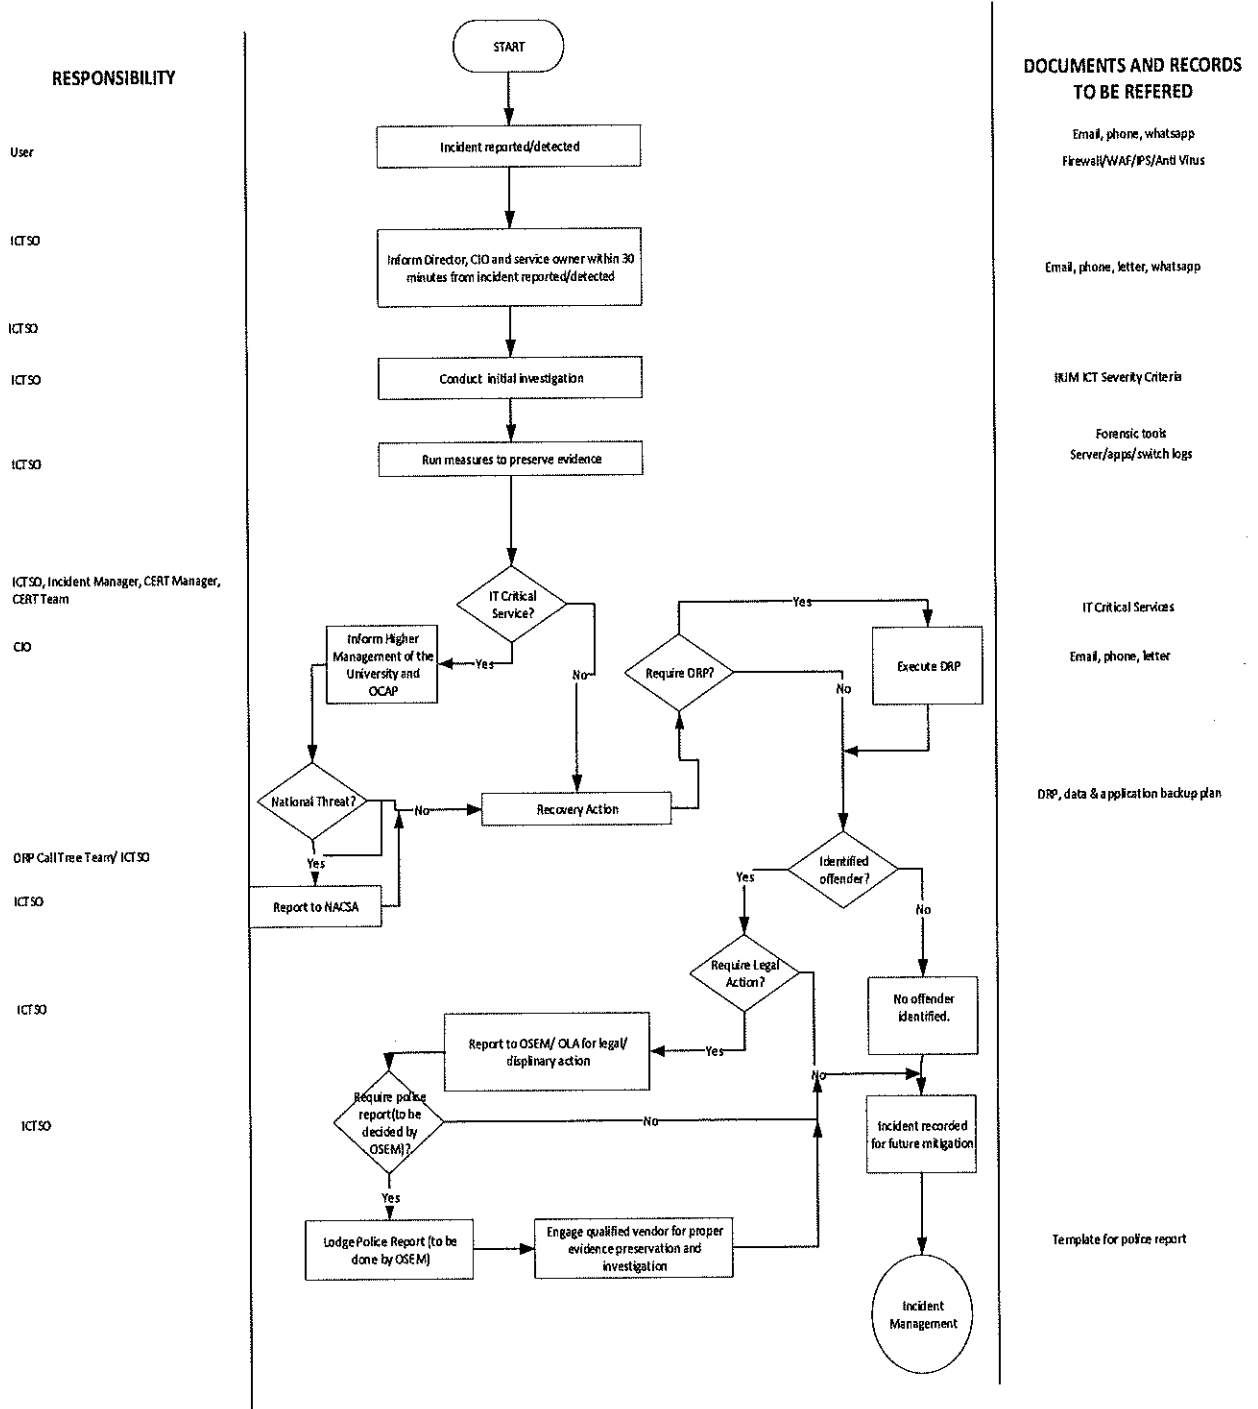 START
RESPONSIBILITY
DOCUMENTS AND RECORDS
TO BE REFERED
User
Incident reported/detected
Email, phone, whatsapp
Firewall/WAF/IPS/Anti Virus
ICTSO
Inform Director, CIO and service owner within 30
minutes from incident reported/detected
Email, phone, letter, whatsapp
ICTSO
ICTSO
Conduct initial investigation
IIUM ICT Severity Criteria
ICTSO
Run measures to preserve evidence
Forensic tools
Server/apps/switch logs
ICTSO, Incident Manager, CERT Manager,
CERT Team
IT Critical
Service?
Yes
No
IT Critical Services
CIO
Inform Higher
Management of the
University and
OCAP
Require DRP?
Yes
No
Execute DRP
Email, phone, letter
National Threat?
No
Yes
Recovery Action
DRP, data & application backup plan
DRP Call Tree Team/ ICTSO
Identified
offender?
Yes
No
ICTSO
Report to NACSA
Require Legal
Action?
Yes
No
No offender
identified.
ICTSO
Report to OSEM/ OLA for legal/
displinary action
ICTSO
Require police
report(to be
decided by
OSEM)?
No
Yes
Incident recorded
for future mitigation
Lodge Police Report (to be
done by OSEM)
Engage qualified vendor for proper
evidence preservation and
investigation
Template for police report
Incident
Management